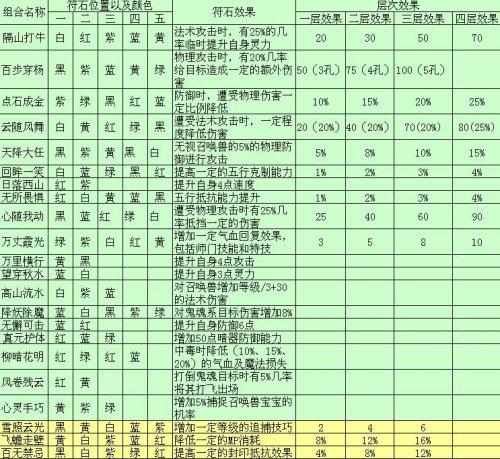 组合名称 符石位置以及颜色 符石效果 层次效果
一 二 三 四 五 一层效果 二层效果 三层效果 四层效果
隔山打牛 白 红 紫 蓝 黄 法术攻击时，有25%的几率临时提升自身灵力 20 30 50 70
百步穿杨 黑 紫 蓝 黄 绿 物理攻击时，有20%几率给目标造成一定的额外伤害 50（3孔） 75（4孔） 100（5孔）
点石成金 紫 绿 黑 红 蓝 防御时，遭受物理伤害一定比例降低 10% 15% 20% 25%
云随风舞 白 黄 红 绿 黑 遭受法术攻击时，一定程度降低伤害 20（20%） 40（20%） 70(20%) 80(25%)
天降大任 黑 紫 蓝 黑 白 无视召唤兽的5%的物理防御进行攻击 5% 8% 10% 15%
回眸一笑 白 蓝 绿 黑 红 提高一定的五行克制能力 1% 2% 3% 4%
日落西山 红 紫 提升自身4点速度
无所畏惧 红 白 黄 蓝 黑 五行抵抗能力提升 1% 2% 3% 4%
心随我动 黑 蓝 红 绿 白 遭受物理攻击时有25%几率抵挡一定的伤害 25 40 60 90
万丈霞光 绿 紫 白 红 黄 增加一定气血回复效果，包括师门技能和特技 3 5 8 10
万里横行 黄 黑 提升自身4点攻击
望穿秋水 蓝 白 提升自身3点灵力
高山流水 白 紫 蓝 对召唤兽增加等级/3+30的法术伤害
降妖除魔 蓝 白 黑 紫 绿 对鬼魂系目标伤害增加8%
无懈可击 蓝 红 提升自身防御6点
真元护体 红 蓝 绿 增加50点暗器防御能力
柳暗花明 红 绿 红 蓝 中毒时降低（10%、15%、20%）的气血及魔法损失
风卷残云 红 黄 打倒鬼魂目标时有5%几率将其打飞出场
心灵手巧 黄 紫 绿 增加5%捕捉召唤兽宝宝的机率
雪照云光 黑 黄 白 蓝 紫 增加一定等级的追捕技巧 2 4 6
飞檐走壁 黄 白 紫 蓝 红 降低一定的MP消耗 8% 12% 16%
百无禁忌 黑 白 紫 红 绿 提高一定的封印抵抗效果 4% 8% 12%